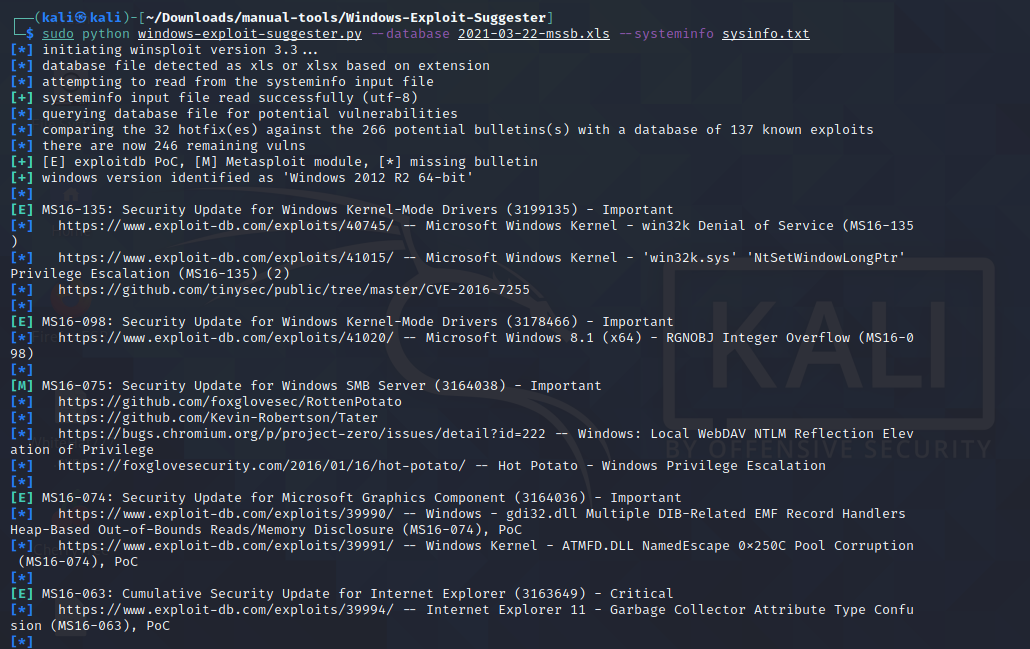 ┌──(kali㉿kali)-[~/Downloads/manual-tools/Windows-Exploit-Suggester]
└─$ sudo python windows-exploit-suggester.py --database 2021-03-22-mssb.xls --systeminfo sysinfo.txt
[*] initiating winsploit version 3.3...
[*] database file detected as xls or xlsx based on extension
[*] attempting to read from the systeminfo input file
[+] systeminfo input file read successfully (utf-8)
[*] querying database file for potential vulnerabilities
[*] comparing the 32 hotfix(es) against the 266 potential bulletins(s) with a database of 137 known exploits
[*] there are now 246 remaining vulns
[+] [E] exploitdb PoC, [M] Metasploit module, [*] missing bulletin
[+] windows version identified as 'Windows 2012 R2 64-bit'
[*]
[E] MS16-135: Security Update for Windows Kernel-Mode Drivers (3199135) - Important
[*]   https://www.exploit-db.com/exploits/40745/ -- Microsoft Windows Kernel - win32k Denial of Service (MS16-135
)
[*]   https://www.exploit-db.com/exploits/41015/ -- Microsoft Windows Kernel - 'win32k.sys' 'NtSetWindowLongPtr'
Privilege Escalation (MS16-135) (2)
[*]   https://github.com/tinysec/public/tree/master/CVE-2016-7255
[*]
[E] MS16-098: Security Update for Windows Kernel-Mode Drivers (3178466) - Important
[*]   https://www.exploit-db.com/exploits/41020/ -- Microsoft Windows 8.1 (x64) - RGNOBJ Integer Overflow (MS16-0
98)
[*]
[M] MS16-075: Security Update for Windows SMB Server (3164038) - Important
[*]   https://github.com/foxglovesec/RottenPotato
[*]   https://github.com/Kevin-Robertson/Tater
[*]   https://bugs.chromium.org/p/project-zero/issues/detail?id=222 -- Windows: Local WebDAV NTLM Reflection Elev
ation of Privilege
[*]   https://foxglovesecurity.com/2016/01/16/hot-potato/ -- Hot Potato - Windows Privilege Escalation
[*]
[E] MS16-074: Security Update for Microsoft Graphics Component (3164036) - Important
[*]   https://www.exploit-db.com/exploits/39990/ -- Windows - gdi32.dll Multiple DIB-Related EMF Record Handlers
Heap-Based Out-of-Bounds Reads/Memory Disclosure (MS16-074), PoC
[*]   https://www.exploit-db.com/exploits/39991/ -- Windows Kernel - ATMFD.DLL NamedEscape 0×250C Pool Corruption
(MS16-074), PoC
[*]
[E] MS16-063: Cumulative Security Update for Internet Explorer (3163649) - Critical
[*]   https://www.exploit-db.com/exploits/39994/ -- Internet Explorer 11 - Garbage Collector Attribute Type Confu
sion (MS16-063), PoC
[*]
KALI
BY OFFENSIVE SECURITY